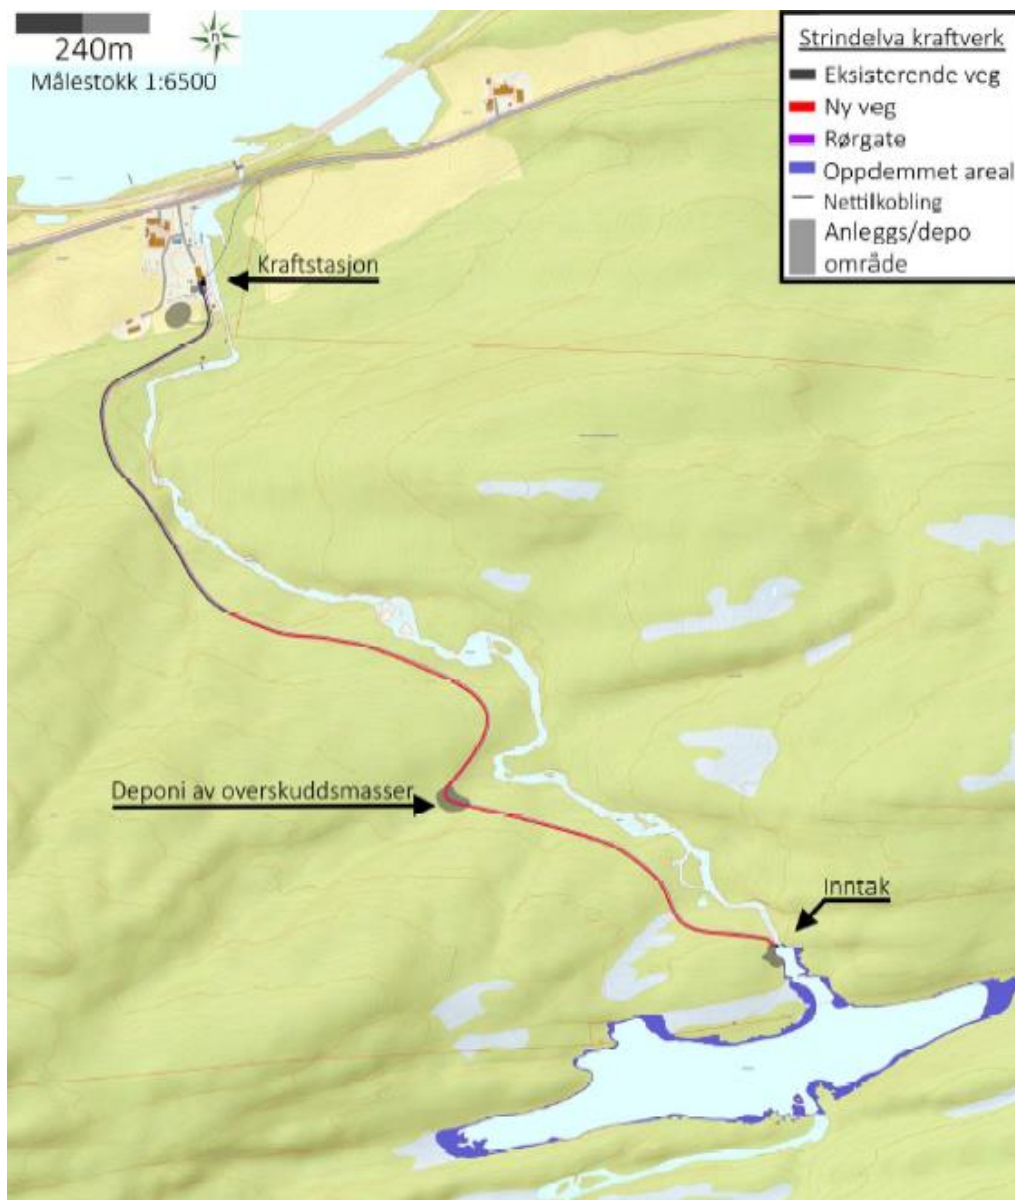 n
240m
Målestokk 1:6500
Strindelva kraftverk
Eksisterende veg
Ny veg
Rørgate
Oppdemmet areal
Nettilkobling
Anleggs/depo
område
Kraftstasjon
Deponi av overskuddsmasser
Inntak